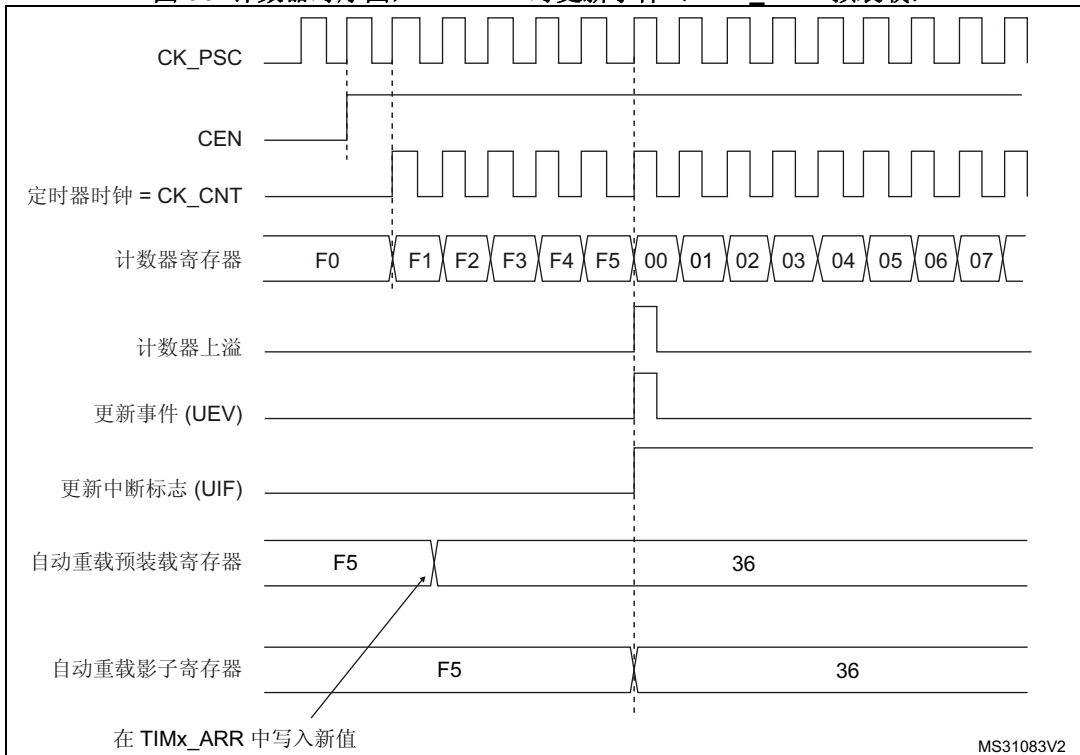 CK_PSC
CEN
定时器时钟 = CK_CNT
计数器寄存器 F0 F1 F2 F3 F4 F5 00 01 02 03 04 05 06 07
计数器上溢
更新事件 (UEV)
更新中断标志 (UIF)
自动重载预装载寄存器 F5 36
自动重载影子寄存器 F5 36
在 TIMx_ARR 中写入新值
MS31083V2